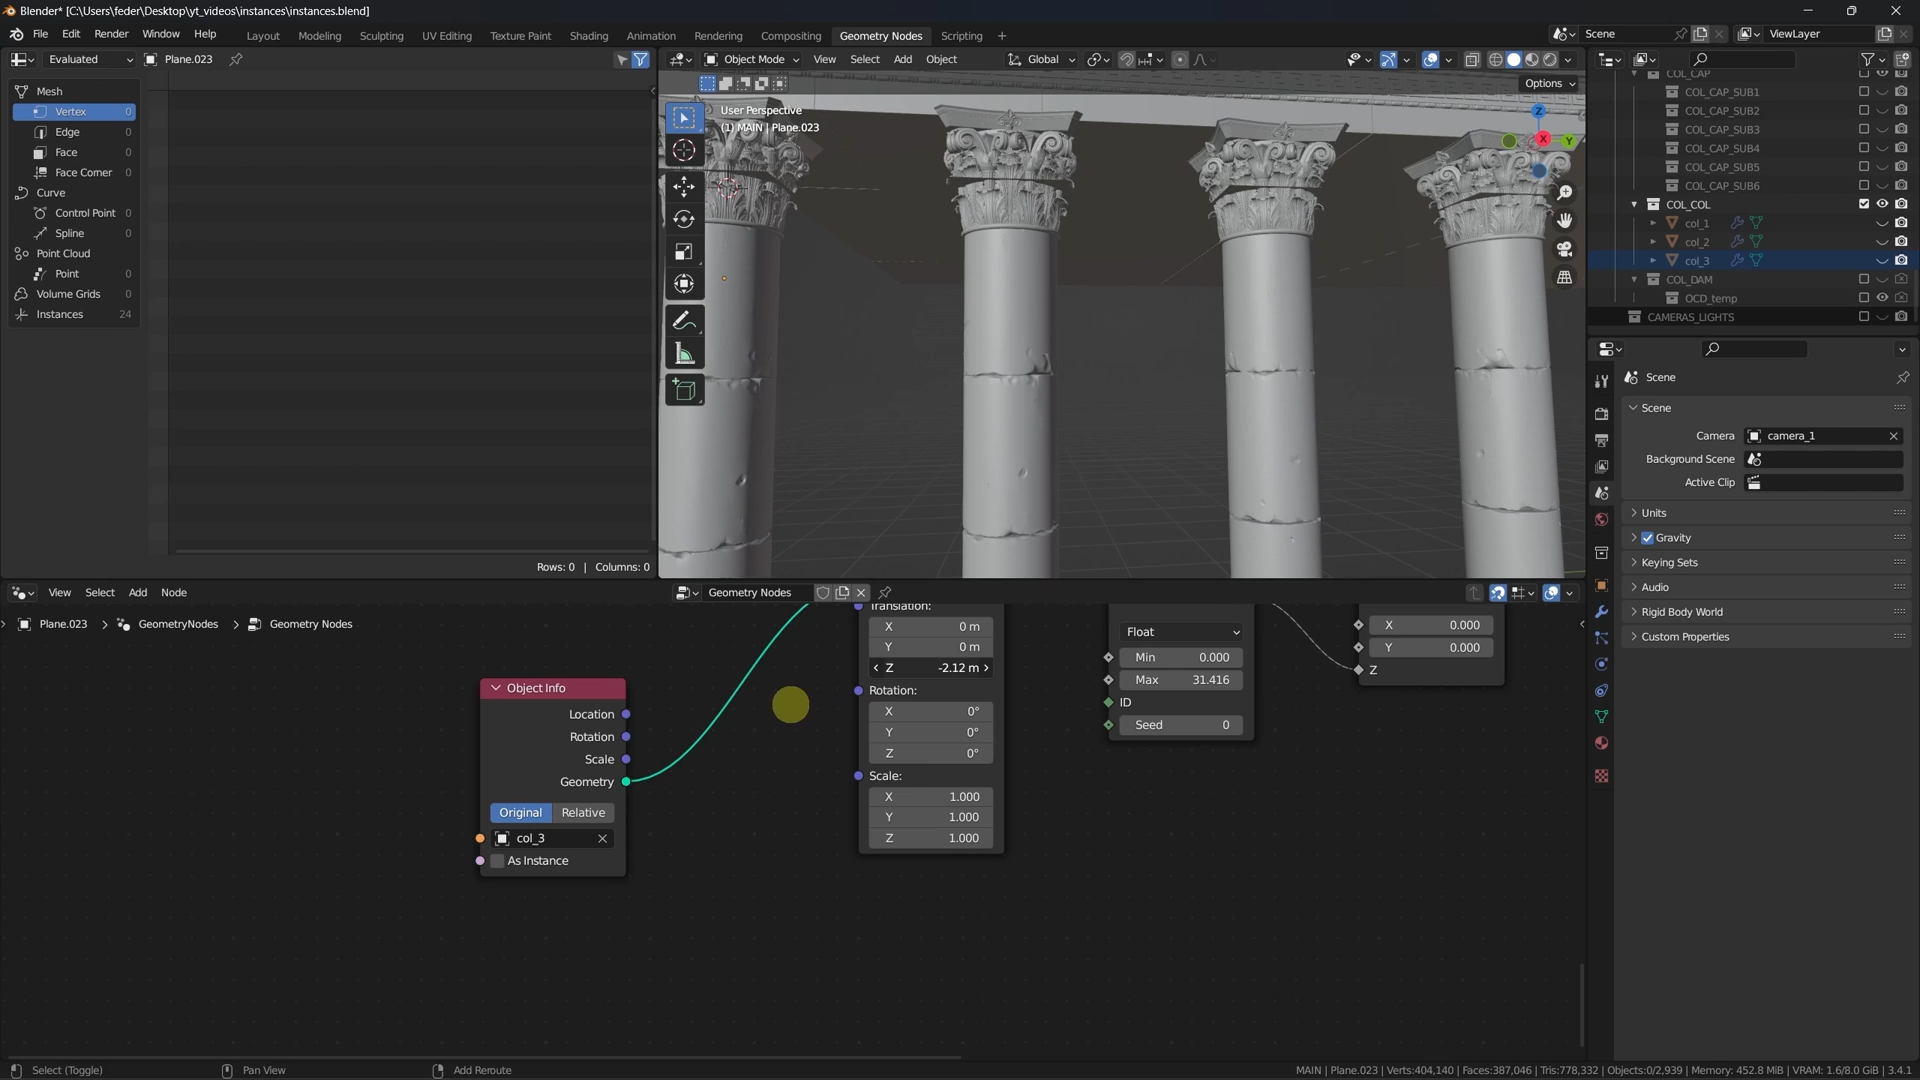 Blender* [C:\Users\feder\Desktop\yt_videos\instances\instances.blend]
File Edit Render Window Help Layout Modeling Sculpting UV Editing Texture Paint Shading Animation Rendering Compositing Geometry Nodes Scripting + Scene ViewLayer
Evaluated Plane.023
Mesh
Vertex 0
Edge 0
Face 0
Face Corner 0
Curve
Control Point 0
Spline 0
Point Cloud
Point 0
Volume Grids 0
Instances 24
Rows: 0 | Columns: 0
Object Mode View Select Add Object Global
Options
User Perspective
(1) MAIN | Plane.023
Z
X
Y
COL_CAP
COL_CAP_SUB1
COL_CAP_SUB2
COL_CAP_SUB3
COL_CAP_SUB4
COL_CAP_SUB5
COL_CAP_SUB6
COL_COL
col_1
col_2
col_3
COL_DAM
OCD_temp
CAMERAS_LIGHTS
Scene
Scene
Camera camera_1
Background Scene
Active Clip
Units
Gravity
Keying Sets
Audio
Rigid Body World
Custom Properties
View Select Add Node Geometry Nodes
Plane.023 > GeometryNodes > Geometry Nodes
Object Info
Location
Rotation
Scale
Geometry
Original Relative
col_3
As Instance
Translation:
X 0 m
Y 0 m
Z -2.12 m
Rotation:
X 0°
Y 0°
Z 0°
Scale:
X 1.000
Y 1.000
Z 1.000
Float
Min 0.000
Max 31.416
ID
Seed 0
X 0.000
Y 0.000
Z
Select (Toggle) Pan View Add Reroute MAIN | Plane.023 | Verts:404,140 | Faces:387,046 | Tris:778,332 | Objects:0/2,939 | Memory: 452.8 MiB | VRAM: 1.6/8.0 GiB | 3.4.1